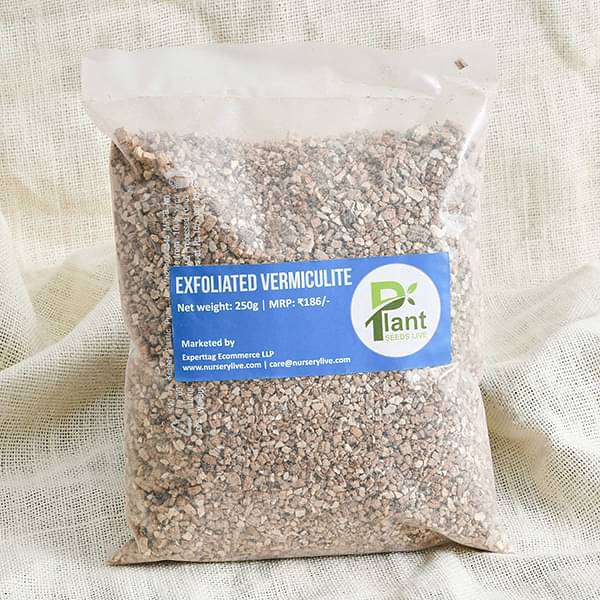 EXFOLIATED VERMICULITE
Net weight: 250g | MRP: ₹186/-
Marketed by
Experttag Ecommerce LLP
www.nurserylive.com | care@nurserylive.com
Plant
SEEDS LIVE